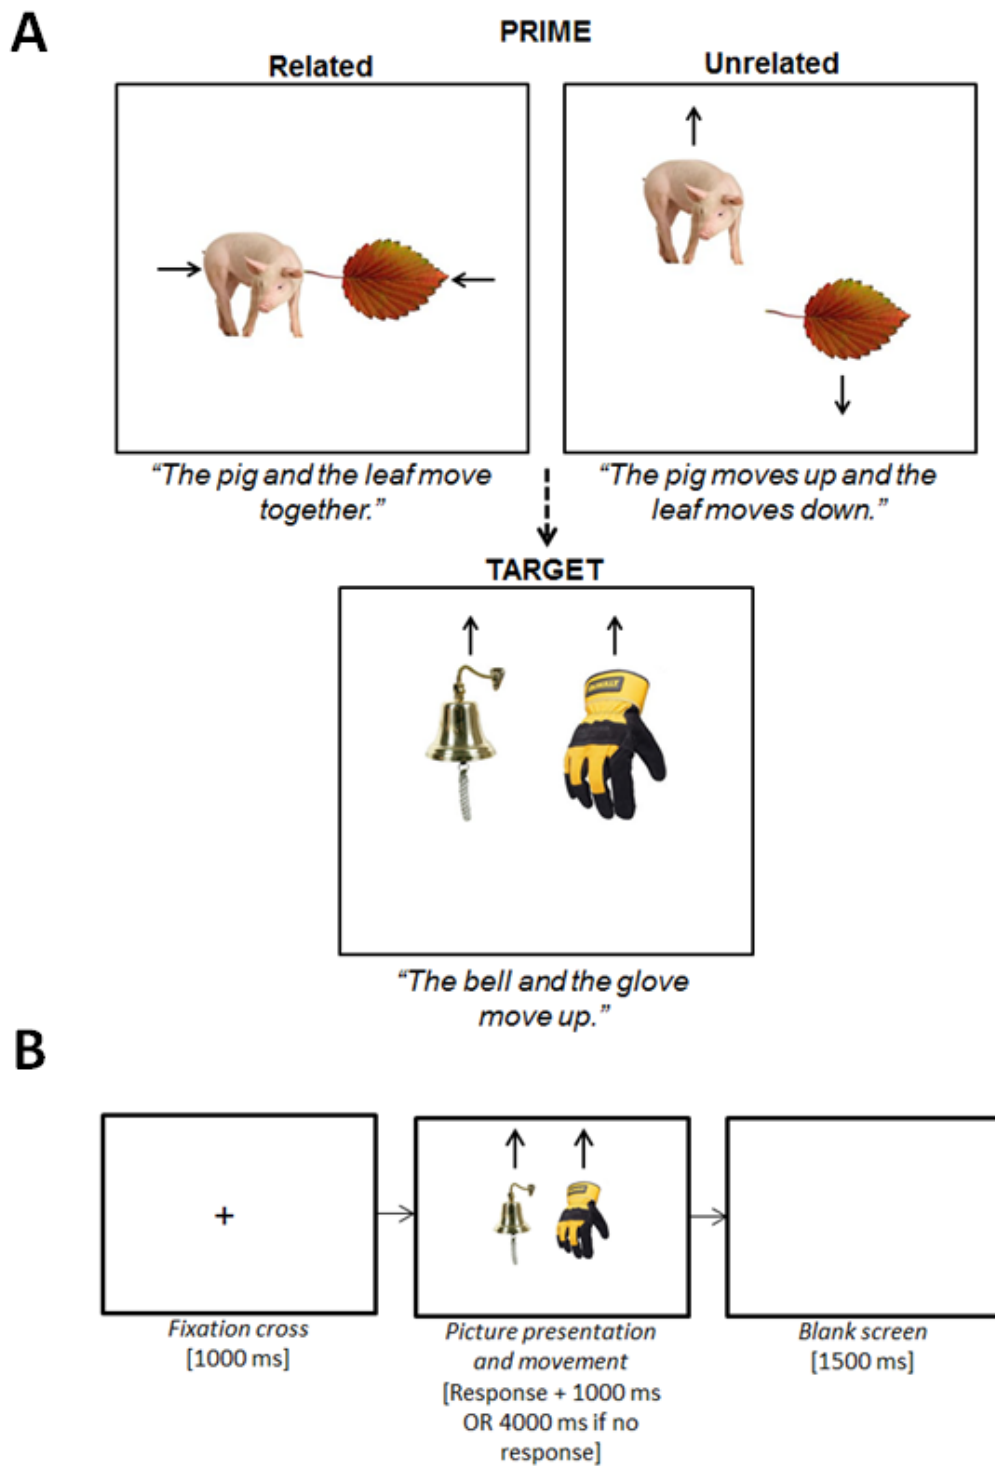 A
PRIME
Related
Unrelated
“The pig and the leaf move
together.”
“The pig moves up and the
leaf moves down.”
TARGET
DEWALT
“The bell and the glove
move up.”
B
+
Fixation cross
[1000 ms]
Picture presentation
and movement
[Response + 1000 ms
OR 4000 ms if no
response]
Blank screen
[1500 ms]